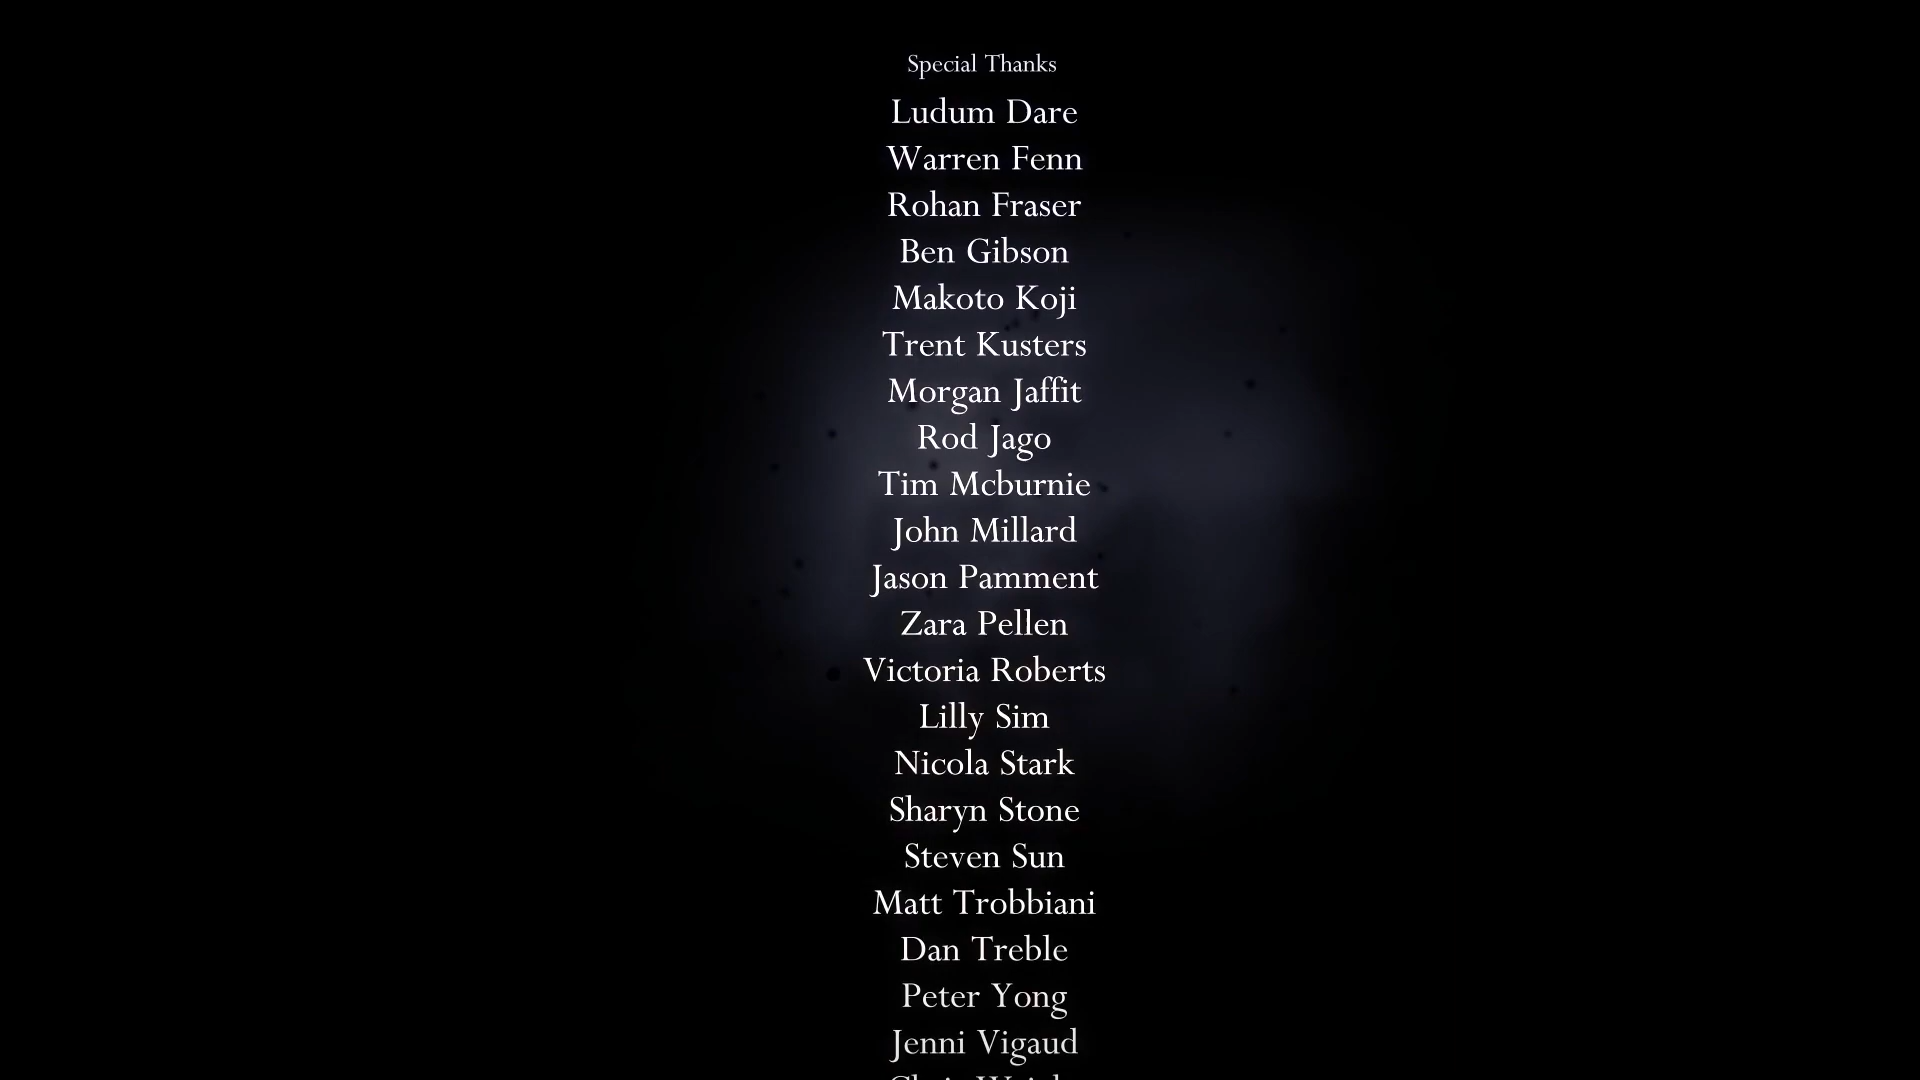 Special Thanks
Ludum Dare
Warren Fenn
Rohan Fraser
Ben Gibson
Makoto Koji
Trent Kusters
Morgan Jaffit
Rod Jago
Tim Mcburnie
John Millard
Jason Pamment
Zara Pellen
Victoria Roberts
Lilly Sim
Nicola Stark
Sharyn Stone
Steven Sun
Matt Trobbiani
Dan Treble
Peter Yong
Jenni Vigaud